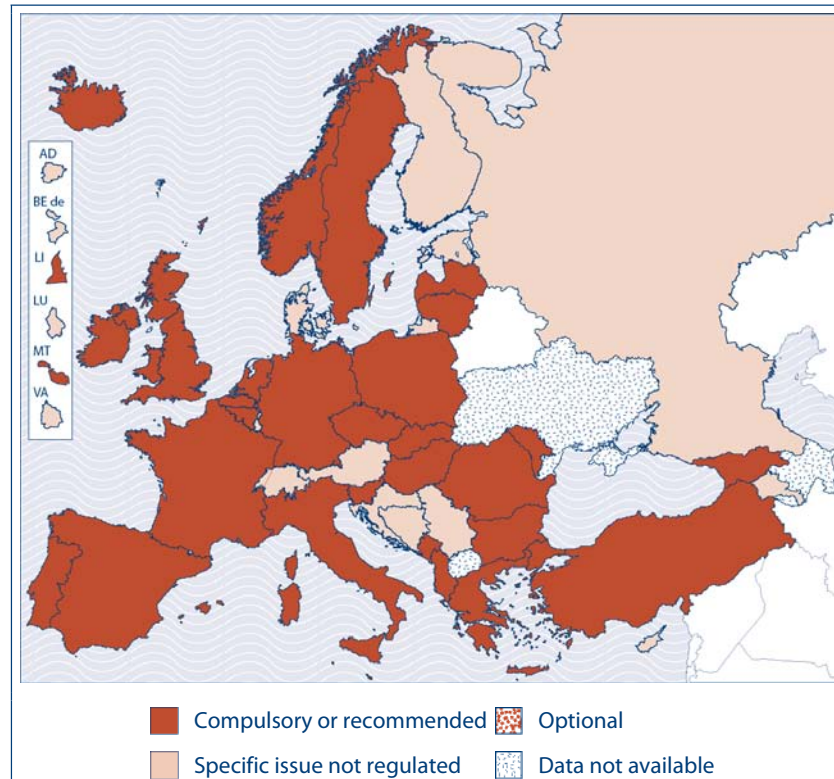 AD
BE de
LI
LU
MT
VA
Compulsory or recommended
Optional
Specific issue not regulated
Data not available